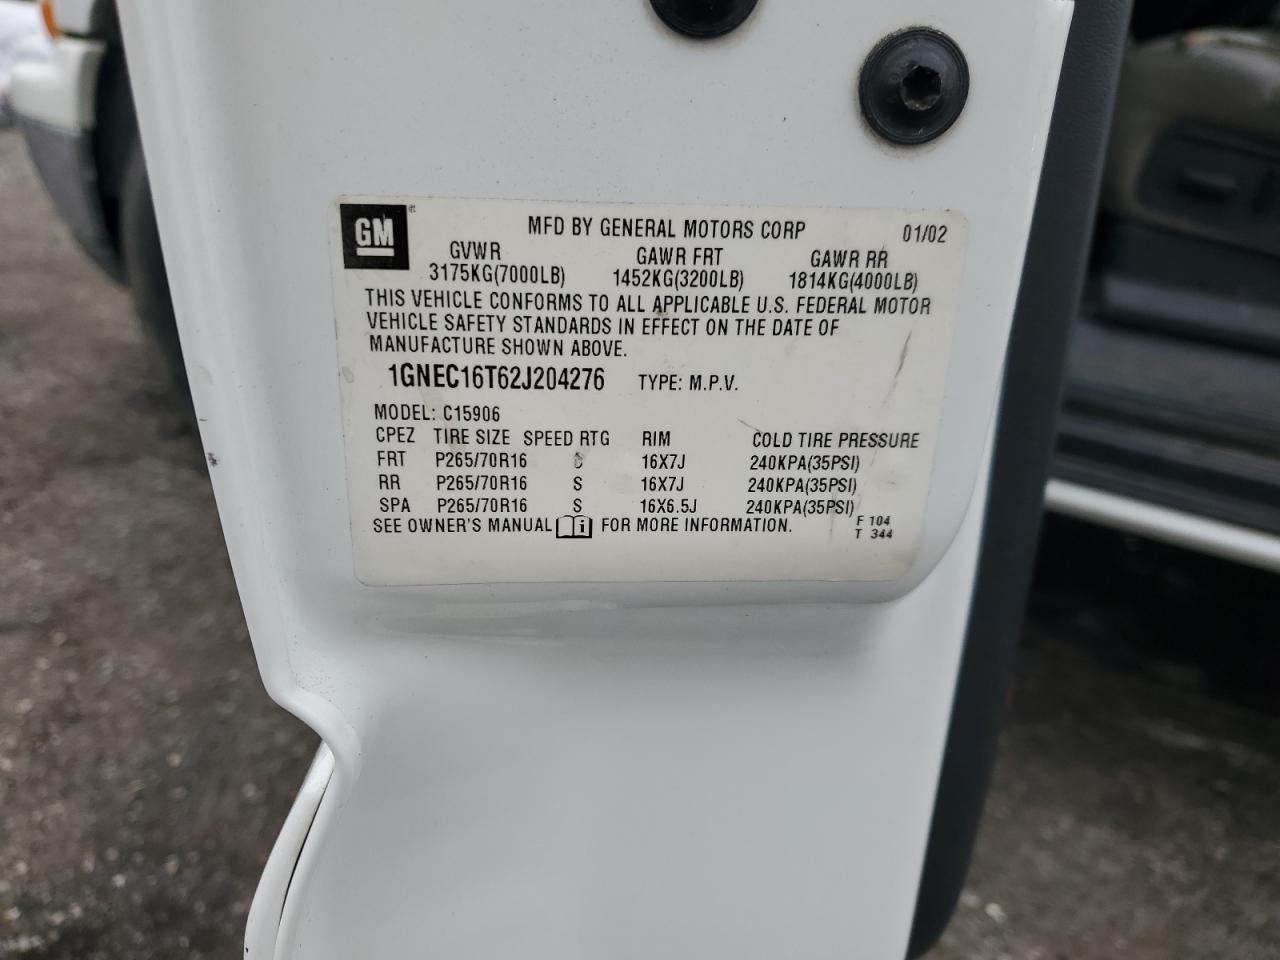 GM ® MFD BY GENERAL MOTORS CORP 01/02
GVWR GAWR FRT GAWR RR
3175KG(7000LB) 1452KG(3200LB) 1814KG(4000LB)
THIS VEHICLE CONFORMS TO ALL APPLICABLE U.S. FEDERAL MOTOR
VEHICLE SAFETY STANDARDS IN EFFECT ON THE DATE OF
MANUFACTURE SHOWN ABOVE.
1GNEC16T62J204276 TYPE: M.P.V.
MODEL: C15906
CPEZ TIRE SIZE SPEED RTG RIM COLD TIRE PRESSURE
FRT P265/70R16 16X7J 240KPA(35PSI)
RR P265/70R16 S 16X7J 240KPA(35PSI)
SPA P265/70R16 S 16X6.5J 240KPA(35PSI)
SEE OWNER'S MANUAL i FOR MORE INFORMATION.
F 104
T 344